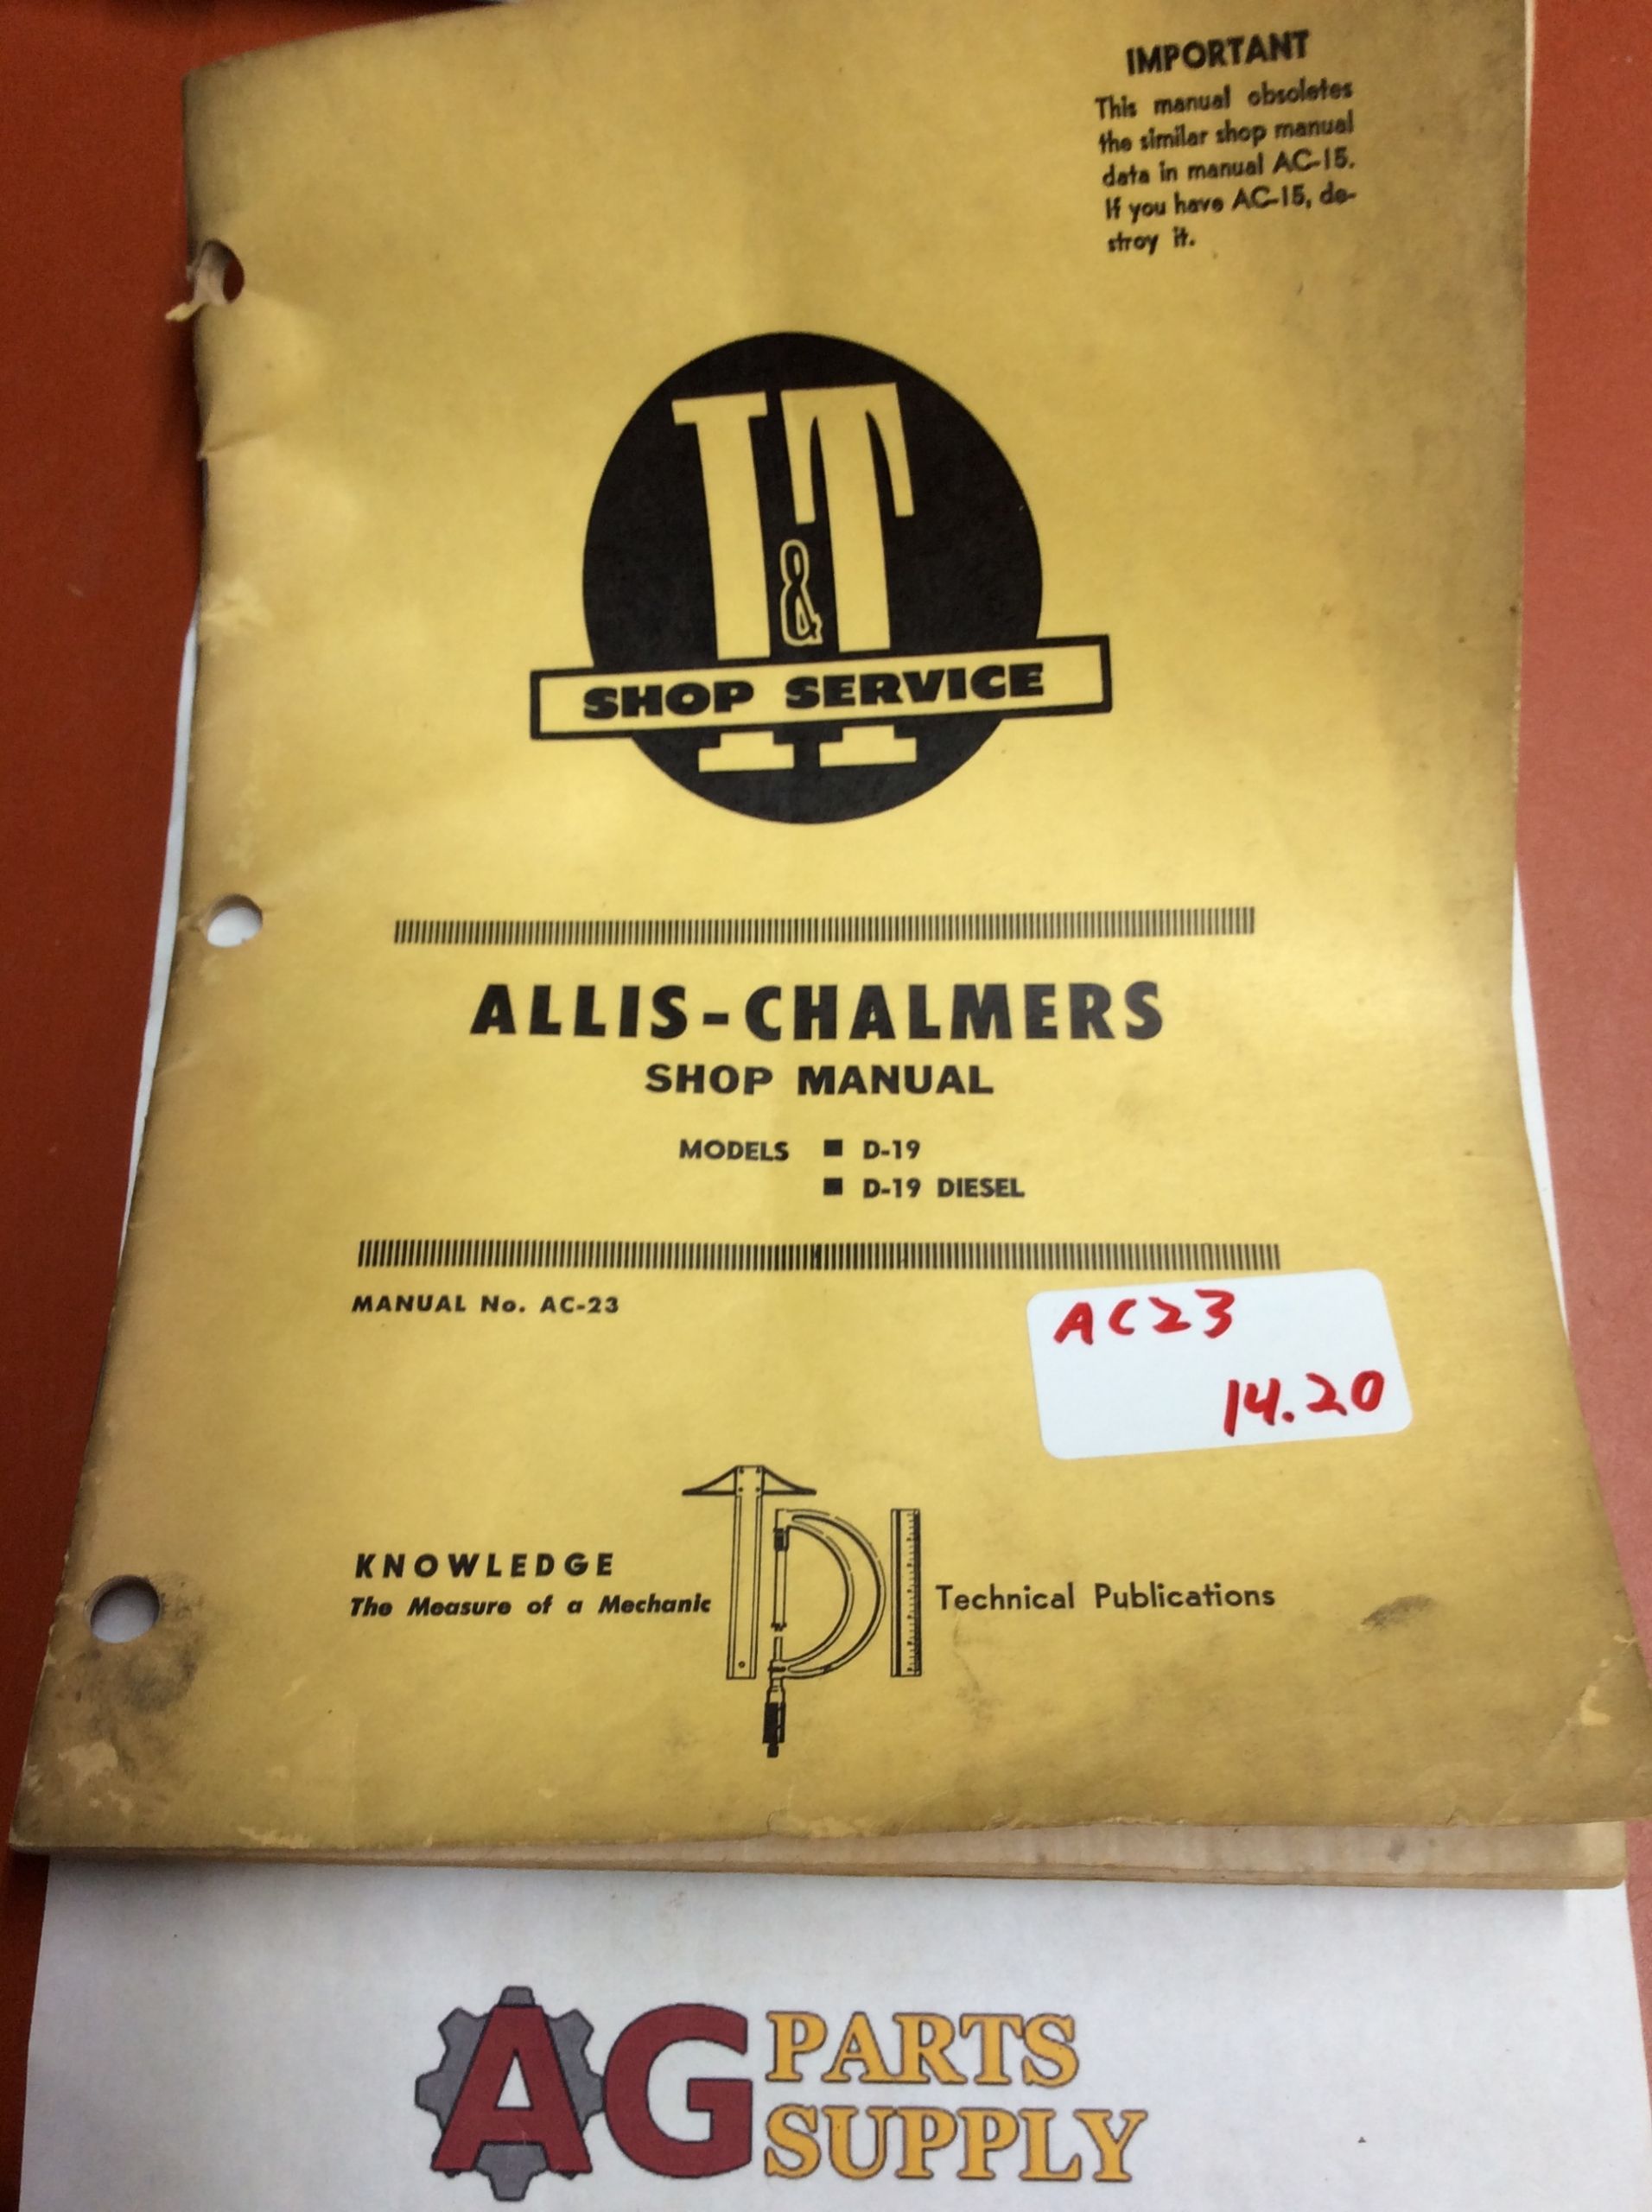 IMPORTANT
This manual obsoletes
the similar shop manual
data in manual AC-15.
If you have AC-15, de-
stroy it.
I&T
SHOP SERVICE
ALLIS-CHALMERS
SHOP MANUAL
MODELS ■ D-19
■ D-19 DIESEL
MANUAL No. AC-23
AC23
14.20
KNOWLEDGE
The Measure of a Mechanic
TPI
Technical Publications
AG PARTS
SUPPLY